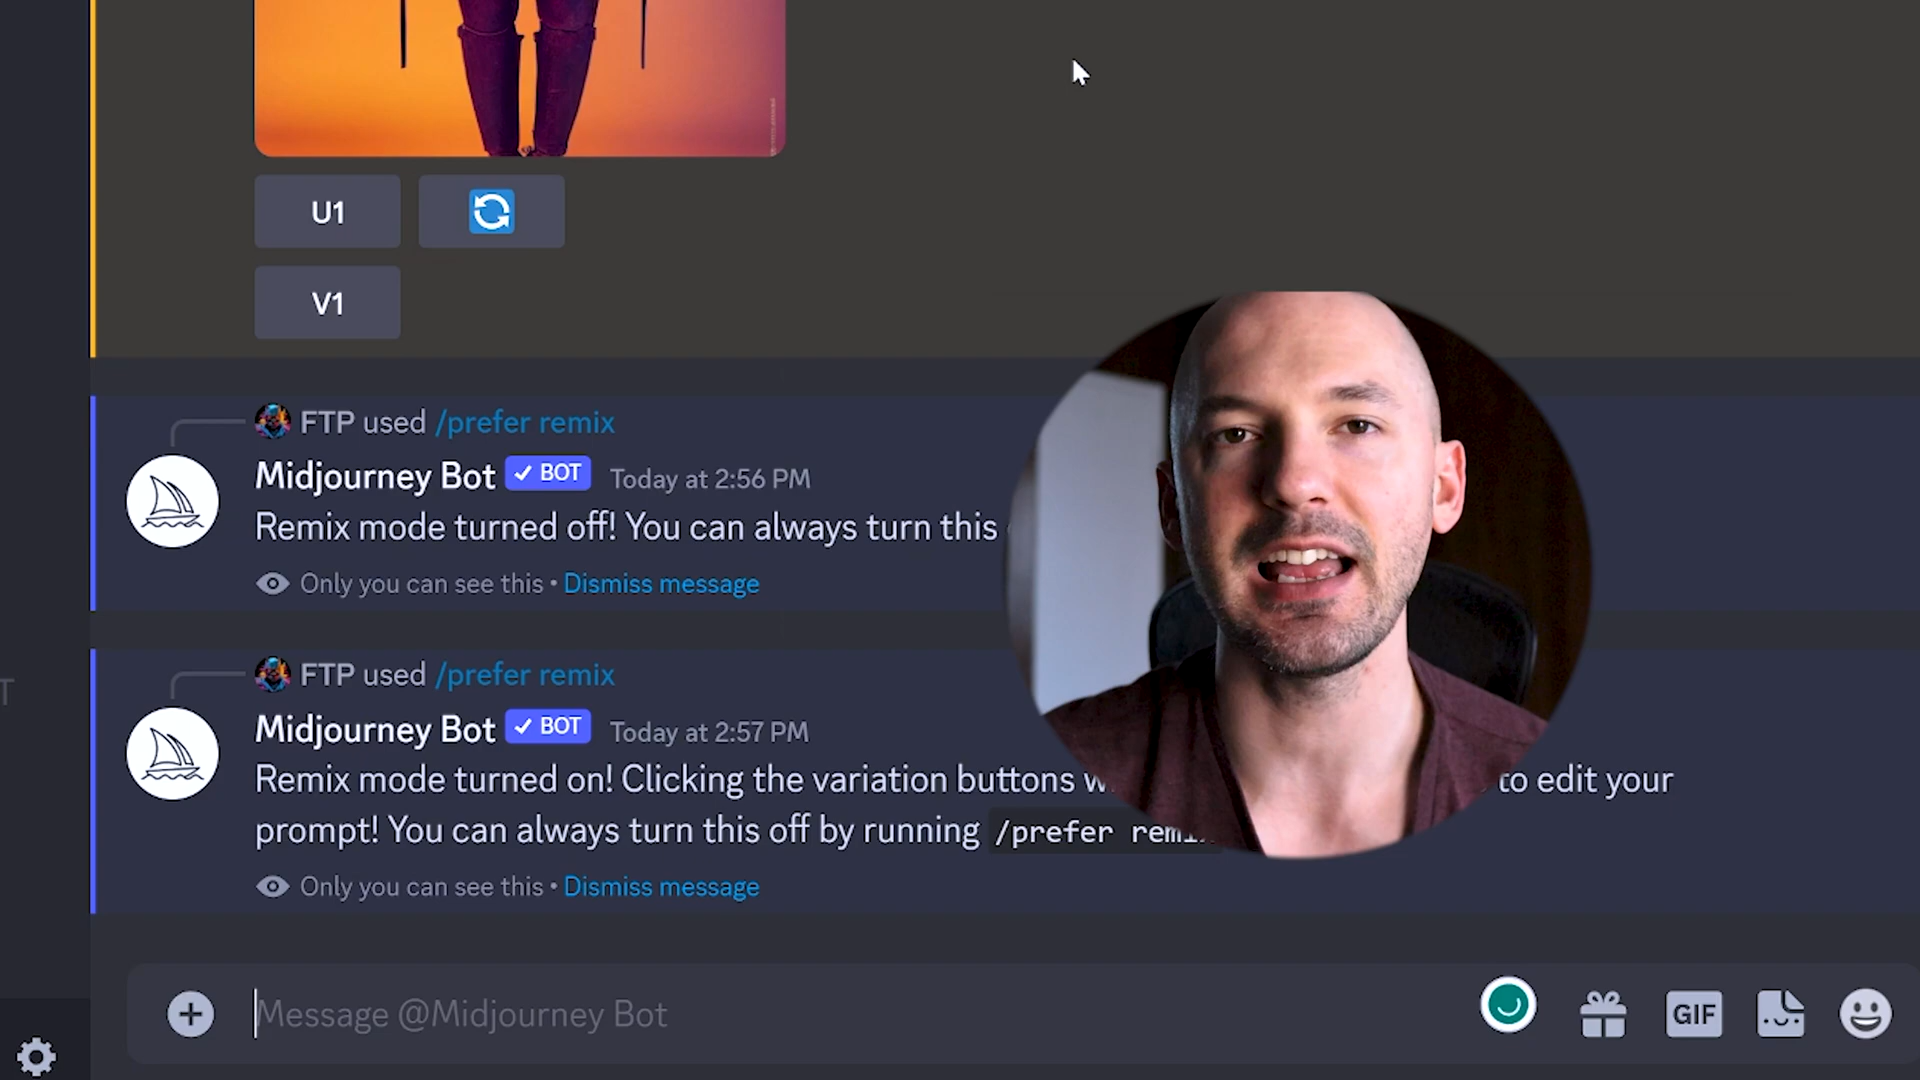 U1
V1
FTP used /prefer remix
Midjourney Bot ✓ BOT Today at 2:56 PM
Remix mode turned off! You can always turn this
Only you can see this • Dismiss message
FTP used /prefer remix
T
Midjourney Bot ✓ BOT Today at 2:57 PM
Remix mode turned on! Clicking the variation buttons to edit your
prompt! You can always turn this off by running /prefer remix
Only you can see this • Dismiss message
Message @Midjourney Bot
GIF